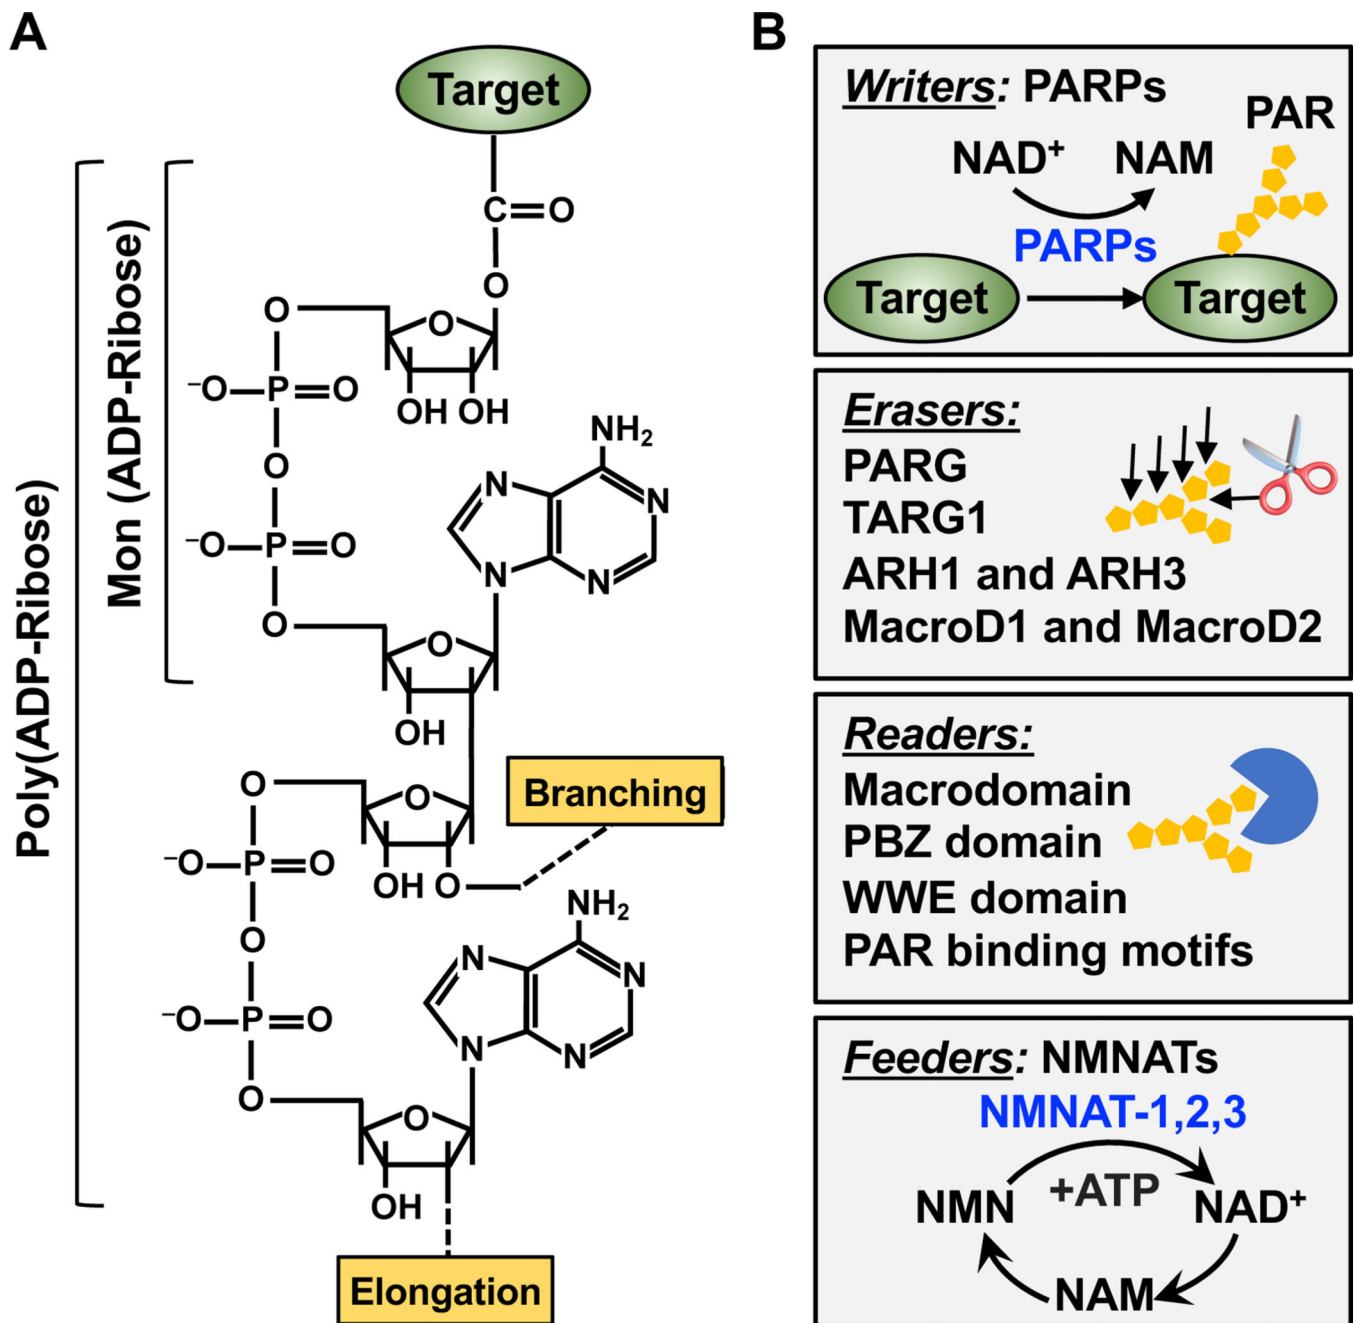 A
Target
C=O
O
O
O
⁻O–P=O
OH OH
O
NH₂
N
N
⁻O–P=O
N
N
O
O
OH
Mon (ADP-Ribose)
Poly(ADP-Ribose)
Branching
O
O
⁻O–P=O
OH O
NH₂
O
N
N
⁻O–P=O
N
N
O
O
OH
Elongation
B
Writers: PARPs
PAR
NAD⁺ NAM
PARPs
Target Target
Erasers:
PARG
TARG1
ARH1 and ARH3
MacroD1 and MacroD2
Readers:
Macrodomain
PBZ domain
WWE domain
PAR binding motifs
Feeders: NMNATs
NMNAT-1,2,3
+ATP
NMN NAD⁺
NAM